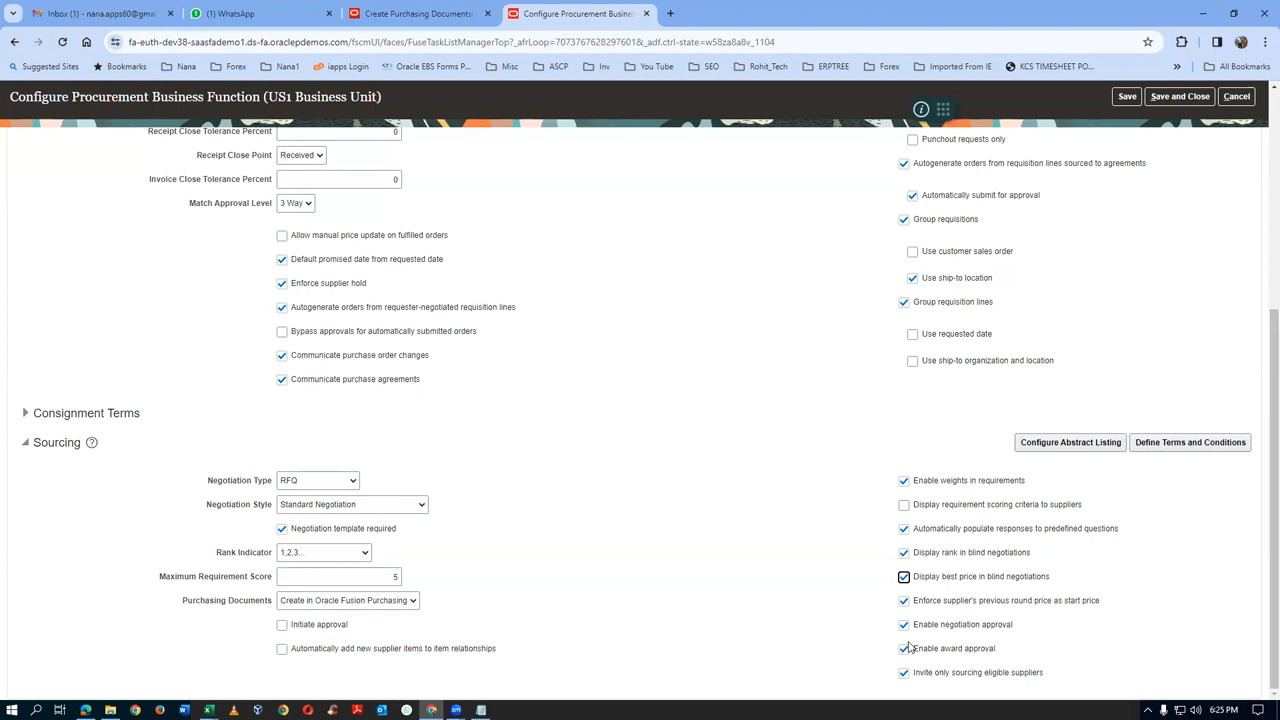 Inbox (1) - nana.apps60@gmail
(1) WhatsApp
Create Purchasing Documents:
Configure Procurement Busines
fa-euth-dev38-saasfademo1.ds-fa.oraclepdemos.com/fscmUI/faces/FuseTaskListManagerTop?_afrLoop=7073767628297601&_adf.ctrl-state=w58za8a8v_1104
Suggested Sites Bookmarks Nana Forex Nana1 iapps Login Oracle EBS Forms P... Misc ASCP Inv You Tube SEO Rohit_Tech ERPTREE Forex Imported From IE KCS TIMESHEET PO... » All Bookmarks
Configure Procurement Business Function (US1 Business Unit)
Save Save and Close Cancel
Receipt Close Tolerance Percent 0
Punchout requests only
Receipt Close Point Received
Autogenerate orders from requisition lines sourced to agreements
Invoice Close Tolerance Percent 0
Automatically submit for approval
Match Approval Level 3 Way
Group requisitions
Allow manual price update on fulfilled orders
Use customer sales order
Default promised date from requested date
Use ship-to location
Enforce supplier hold
Group requisition lines
Autogenerate orders from requester-negotiated requisition lines
Bypass approvals for automatically submitted orders
Use requested date
Communicate purchase order changes
Use ship-to organization and location
Communicate purchase agreements
Consignment Terms
Sourcing ?
Configure Abstract Listing Define Terms and Conditions
Negotiation Type RFQ
Enable weights in requirements
Negotiation Style Standard Negotiation
Display requirement scoring criteria to suppliers
Negotiation template required
Automatically populate responses to predefined questions
Rank Indicator 1,2,3...
Display rank in blind negotiations
Maximum Requirement Score 5
Display best price in blind negotiations
Purchasing Documents Create in Oracle Fusion Purchasing
Enforce supplier's previous round price as start price
Initiate approval
Enable negotiation approval
Automatically add new supplier items to item relationships
Enable award approval
Invite only sourcing eligible suppliers
6:25 PM